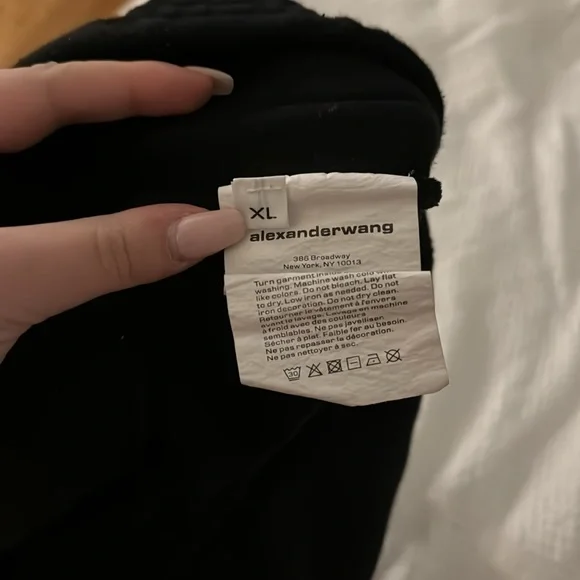 XL
alexanderwang
386 Broadway
New York, NY 10013
Turn garment inside
washing. Machine wash cold
like colors. Do not bleach. Lay flat
to dry. Low iron as needed. Do not
iron decoration. Do not dry clean.
Retourner le vêtement à l'envers
avant le lavage. Lavage en machine
à froid avec des couleurs
semblables. Ne pas javelliser.
Sécher à plat. Faible fer au besoin.
Ne pas repasser la décoration.
Ne pas nettoyer à sec.
30